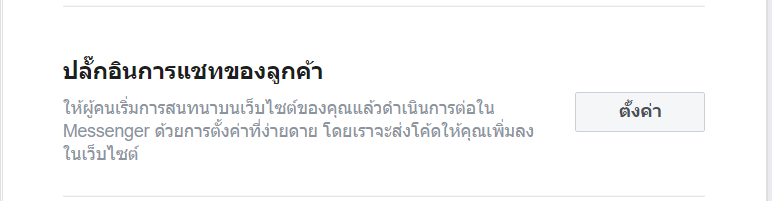 ปลั๊กอินการแชทของลูกค้า
ให้ผู้คนเริ่มการสนทนาบนเว็บไซต์ของคุณแล้วดำเนินการต่อใน
Messenger ด้วยการตั้งค่าที่ง่ายดาย โดยเราจะส่งโค้ดให้คุณเพิ่มลง
ในเว็บไซต์
ตั้งค่า